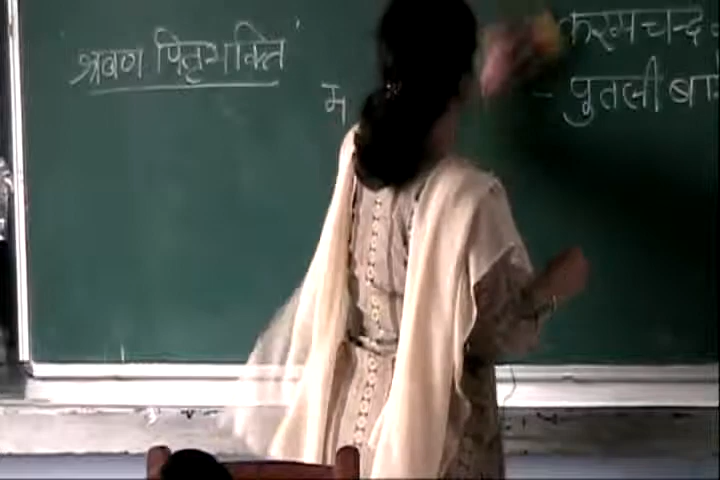 श्रवण पितृभक्ति
करमचन्द
म
- पुतली बा